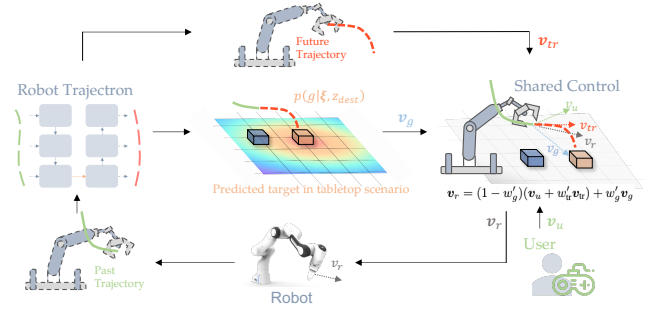 Future
Trajectory
v_tr
Robot Trajectron
Shared Control
p(g|ξ, z_dest)
v_g
v_u
v_tr
v_r
v_g
Predicted target in tabletop scenario
v_r = (1 − w′_g)(v_u + w′_tr v_tr) + w′_g v_g
v_r
v_u
User
Past
Trajectory
v_r
Robot